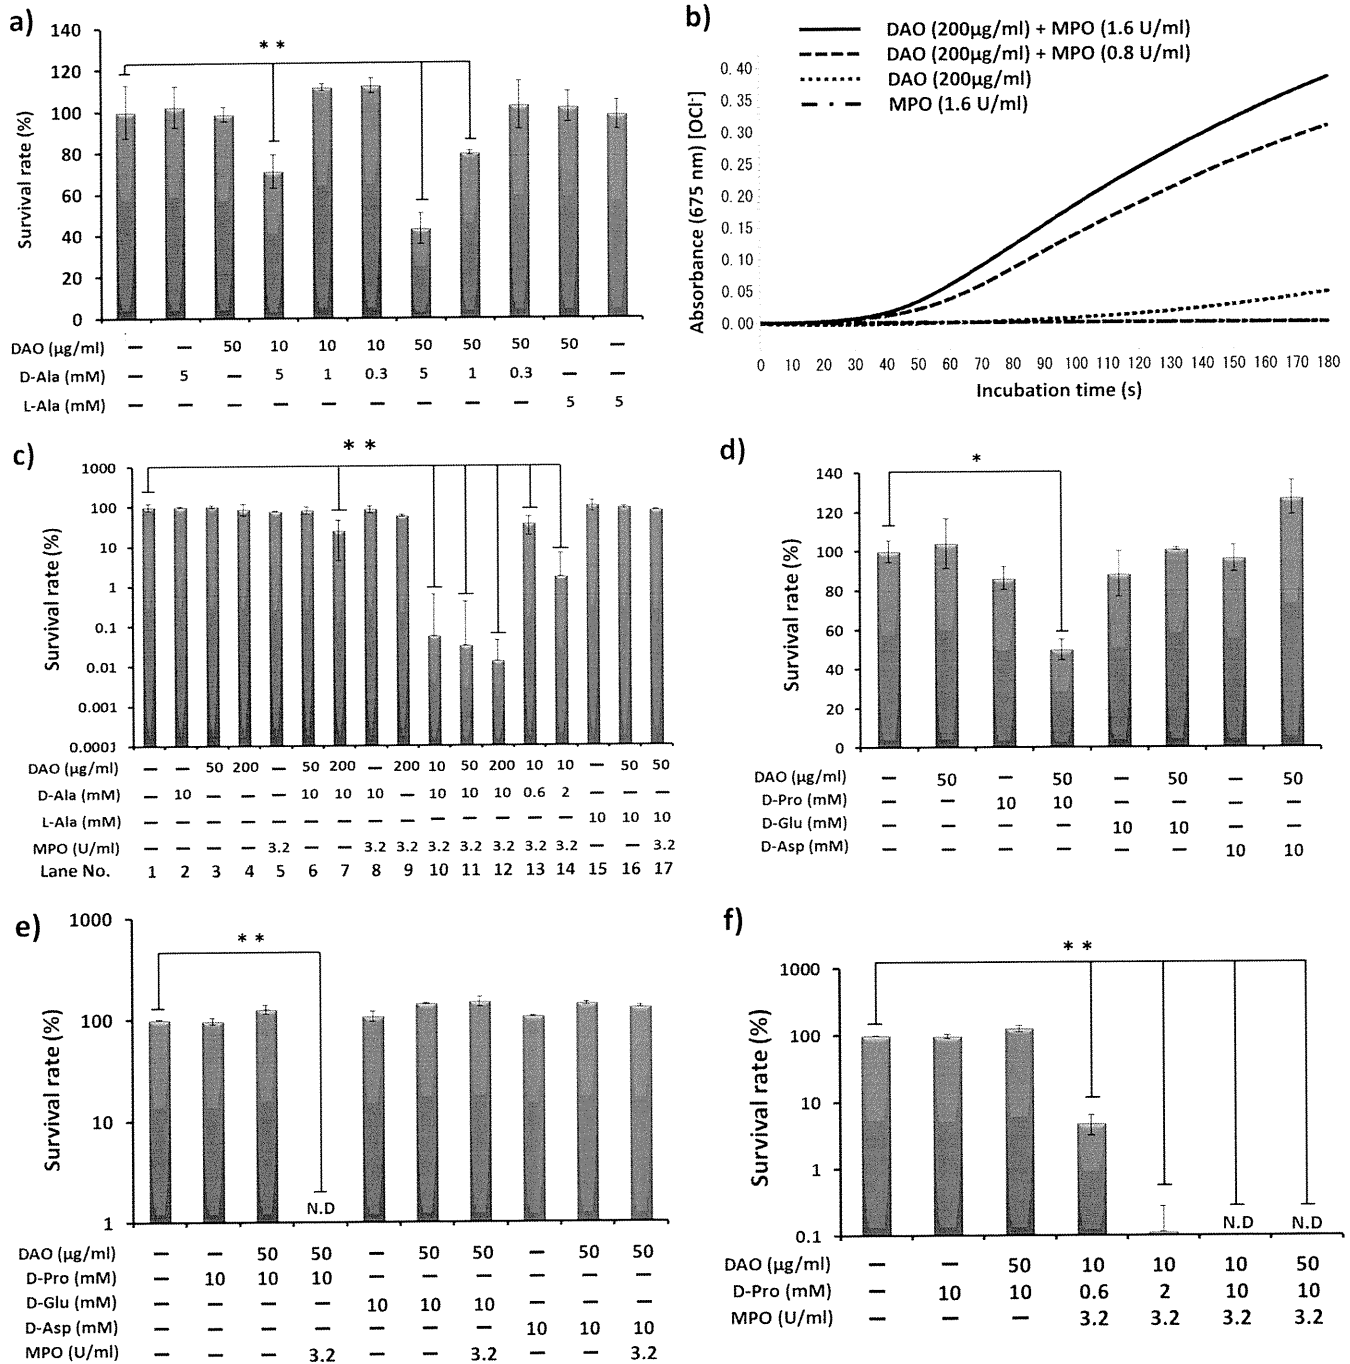 a)
140
120
100
80
60
40
20
0
Survival rate (%)
* *
DAO (μg/ml) — — 50 10 10 10 50 50 50 50 —
D-Ala (mM) — 5 — 5 1 0.3 5 1 0.3 — —
L-Ala (mM) — — — — — — — — — 5 5
b)
DAO (200μg/ml) + MPO (1.6 U/ml)
DAO (200μg/ml) + MPO (0.8 U/ml)
DAO (200μg/ml)
MPO (1.6 U/ml)
Absorbance (675 nm) [OCl-]
0. 40
0. 35
0. 30
0. 25
0. 20
0. 15
0. 10
0. 05
0. 00
0 10 20 30 40 50 60 70 80 90 100 110 120 130 140 150 160 170 180
Incubation time (s)
c)
* *
Survival rate (%)
1000
100
10
1
0.1
0.01
0.001
0.0001
DAO (μg/ml) — — 50 200 — 50 200 — 200 10 50 200 10 10 — 50 50
D-Ala (mM) — 10 — — — 10 10 10 — 10 10 10 0.6 2 — — —
L-Ala (mM) — — — — — — — — — — — — — — 10 10 10
MPO (U/ml) — — — — 3.2 — — 3.2 3.2 3.2 3.2 3.2 3.2 3.2 — — 3.2
Lane No. 1 2 3 4 5 6 7 8 9 10 11 12 13 14 15 16 17
d)
*
Survival rate (%)
140
120
100
80
60
40
20
0
DAO (μg/ml) — 50 — 50 — 50 — 50
D-Pro (mM) — — 10 10 — — — —
D-Glu (mM) — — — — 10 10 — —
D-Asp (mM) — — — — — — 10 10
e)
* *
Survival rate (%)
1000
100
10
1
N.D
DAO (μg/ml) — — 50 50 — 50 50 — 50 50
D-Pro (mM) — 10 10 10 — — — — — —
D-Glu (mM) — — — — 10 10 10 — — —
D-Asp (mM) — — — — — — — 10 10 10
MPO (U/ml) — — — 3.2 — — 3.2 — — 3.2
f)
* *
Survival rate (%)
1000
100
10
1
0.1
N.D N.D
DAO (μg/ml) — — 50 10 10 10 50
D-Pro (mM) — 10 10 0.6 2 10 10
MPO (U/ml) — — — 3.2 3.2 3.2 3.2